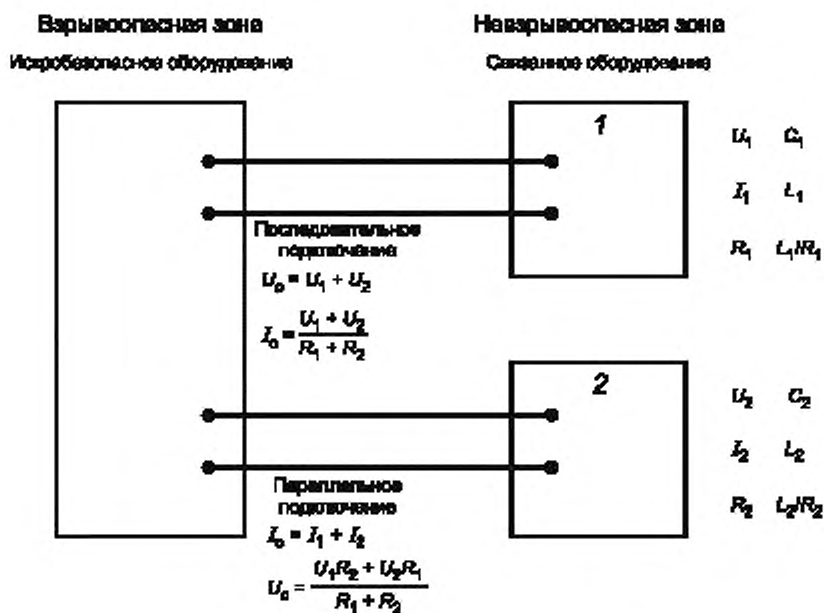 Взрывоопасная зона
Невзрывоопасная зона
Искробезопасное оборудование
Связанное оборудование
1
U₁ C₁
I₁ L₁
R₁ L₁/R₁
Последовательное
подключение
Uₒ = U₁ + U₂
Iₒ = (U₁ + U₂) / (R₁ + R₂)
2
U₂ C₂
I₂ L₂
R₂ L₂/R₂
Параллельное
подключение
Iₒ = I₁ + I₂
Uₒ = (U₁R₂ + U₂R₁) / (R₁ + R₂)